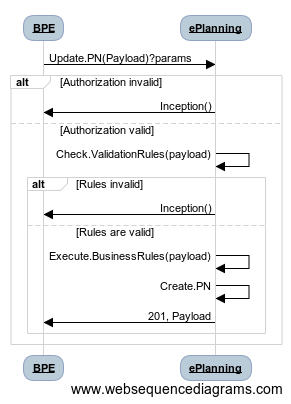 BPE ePlanning
Update.PN(Payload)?params
alt [Authorization invalid]
Inception()
[Authorization valid]
Check.ValidationRules(payload)
alt [Rules invalid]
Inception()
[Rules are valid]
Execute.BusinessRules(payload)
Create.PN
201, Payload
BPE ePlanning
www.websequencediagrams.com